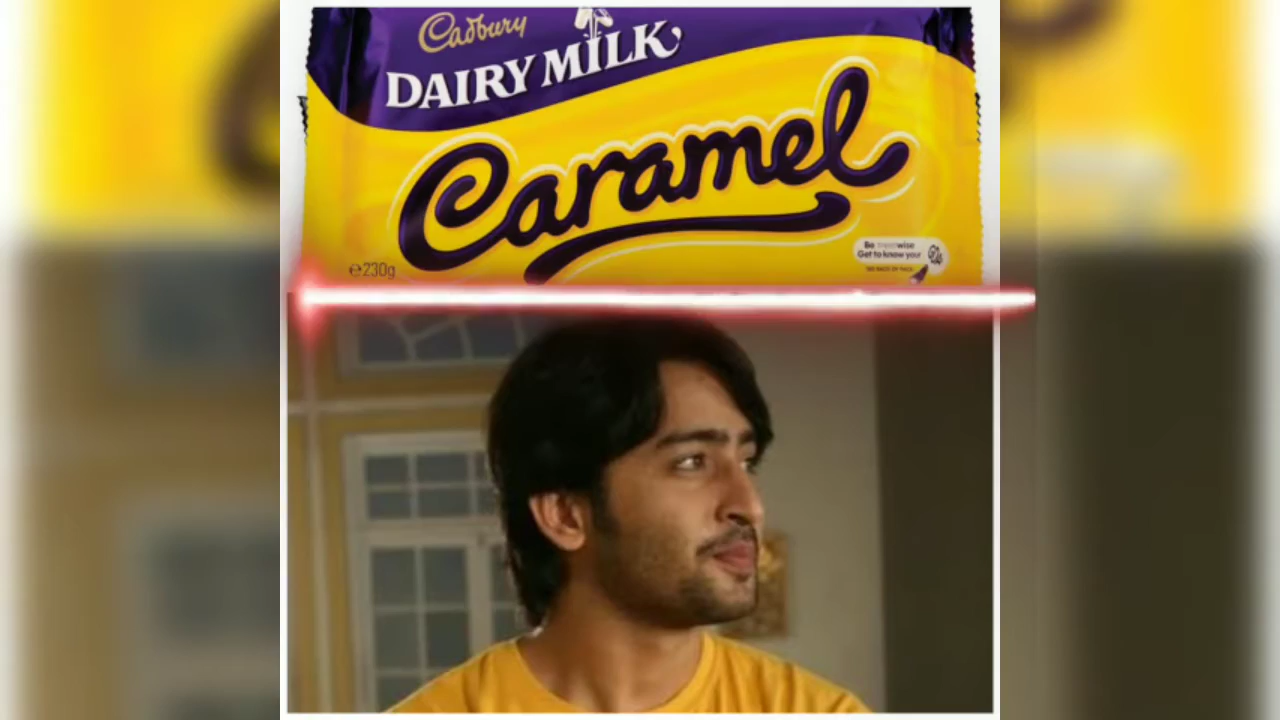 Cadbury
DAIRY MILK
Caramel
Be treatwise
Get to know your
℮230g